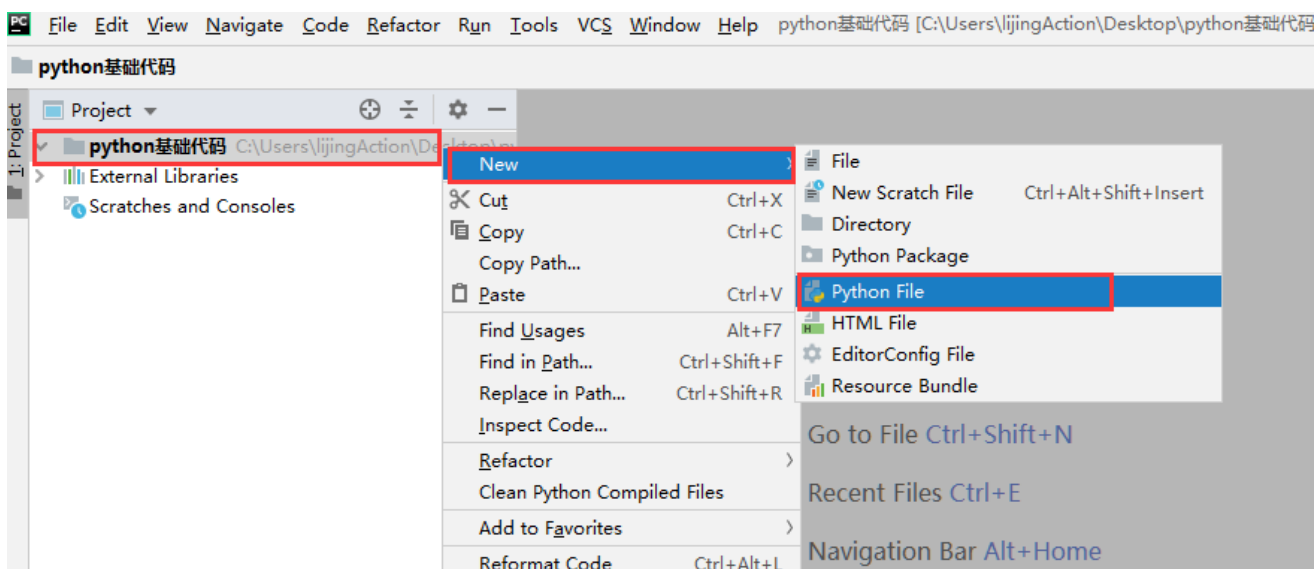 PC File Edit View Navigate Code Refactor Run Tools VCS Window Help python基础代码 [C:\Users\lijingAction\Desktop\python基础代码
python基础代码
1: Project
Project
python基础代码 C:\Users\lijingAction\Desktop\p
External Libraries
Scratches and Consoles
New
Cut Ctrl+X
Copy Ctrl+C
Copy Path...
Paste Ctrl+V
Find Usages Alt+F7
Find in Path... Ctrl+Shift+F
Replace in Path... Ctrl+Shift+R
Inspect Code...
Refactor
Clean Python Compiled Files
Add to Favorites
Reformat Code Ctrl+Alt+L
File
New Scratch File Ctrl+Alt+Shift+Insert
Directory
Python Package
Python File
HTML File
EditorConfig File
Resource Bundle
Go to File Ctrl+Shift+N
Recent Files Ctrl+E
Navigation Bar Alt+Home